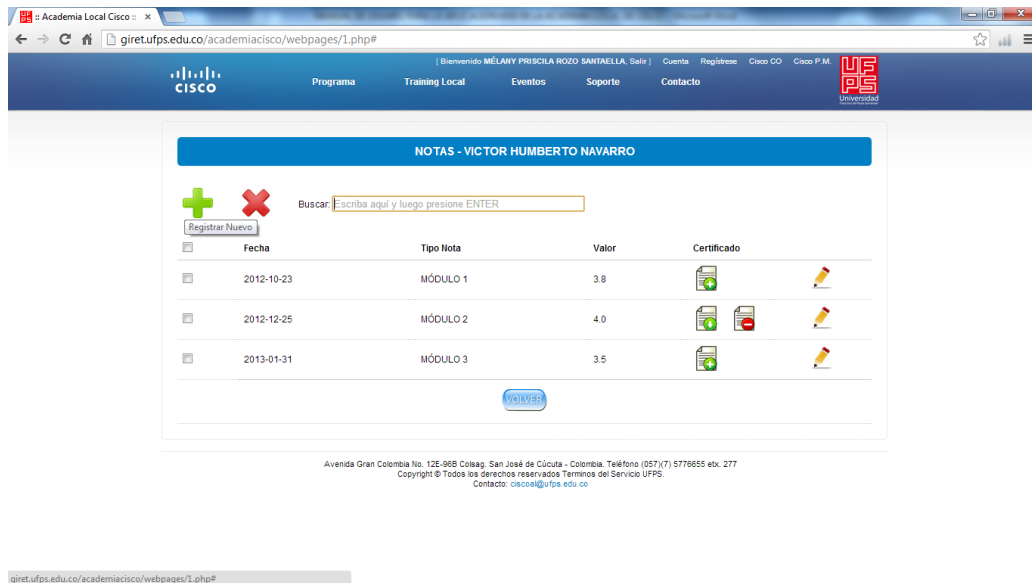 :: Academia Local Cisco ::
giret.ufps.edu.co/academiacisco/webpages/1.php#
[ Bienvenido MÉLANY PRISCILA ROZO SANTAELLA, Salir ] Cuenta Regístrese Cisco CO Cisco P.M.
CISCO
Programa Training Local Eventos Soporte Contacto
UFPS
Universidad
NOTAS - VICTOR HUMBERTO NAVARRO
Buscar: Escriba aquí y luego presione ENTER
Registrar Nuevo
Fecha Tipo Nota Valor Certificado
2012-10-23 MÓDULO 1 3.8
2012-12-25 MÓDULO 2 4.0
2013-01-31 MÓDULO 3 3.5
VOLVER
Avenida Gran Colombia No. 12E-96B Colsag. San José de Cúcuta - Colombia. Teléfono (057)(7) 5776655 etx. 277
Copyright © Todos los derechos reservados Terminos del Servicio UFPS.
Contacto: ciscoal@ufps.edu.co
giret.ufps.edu.co/academiacisco/webpages/1.php#